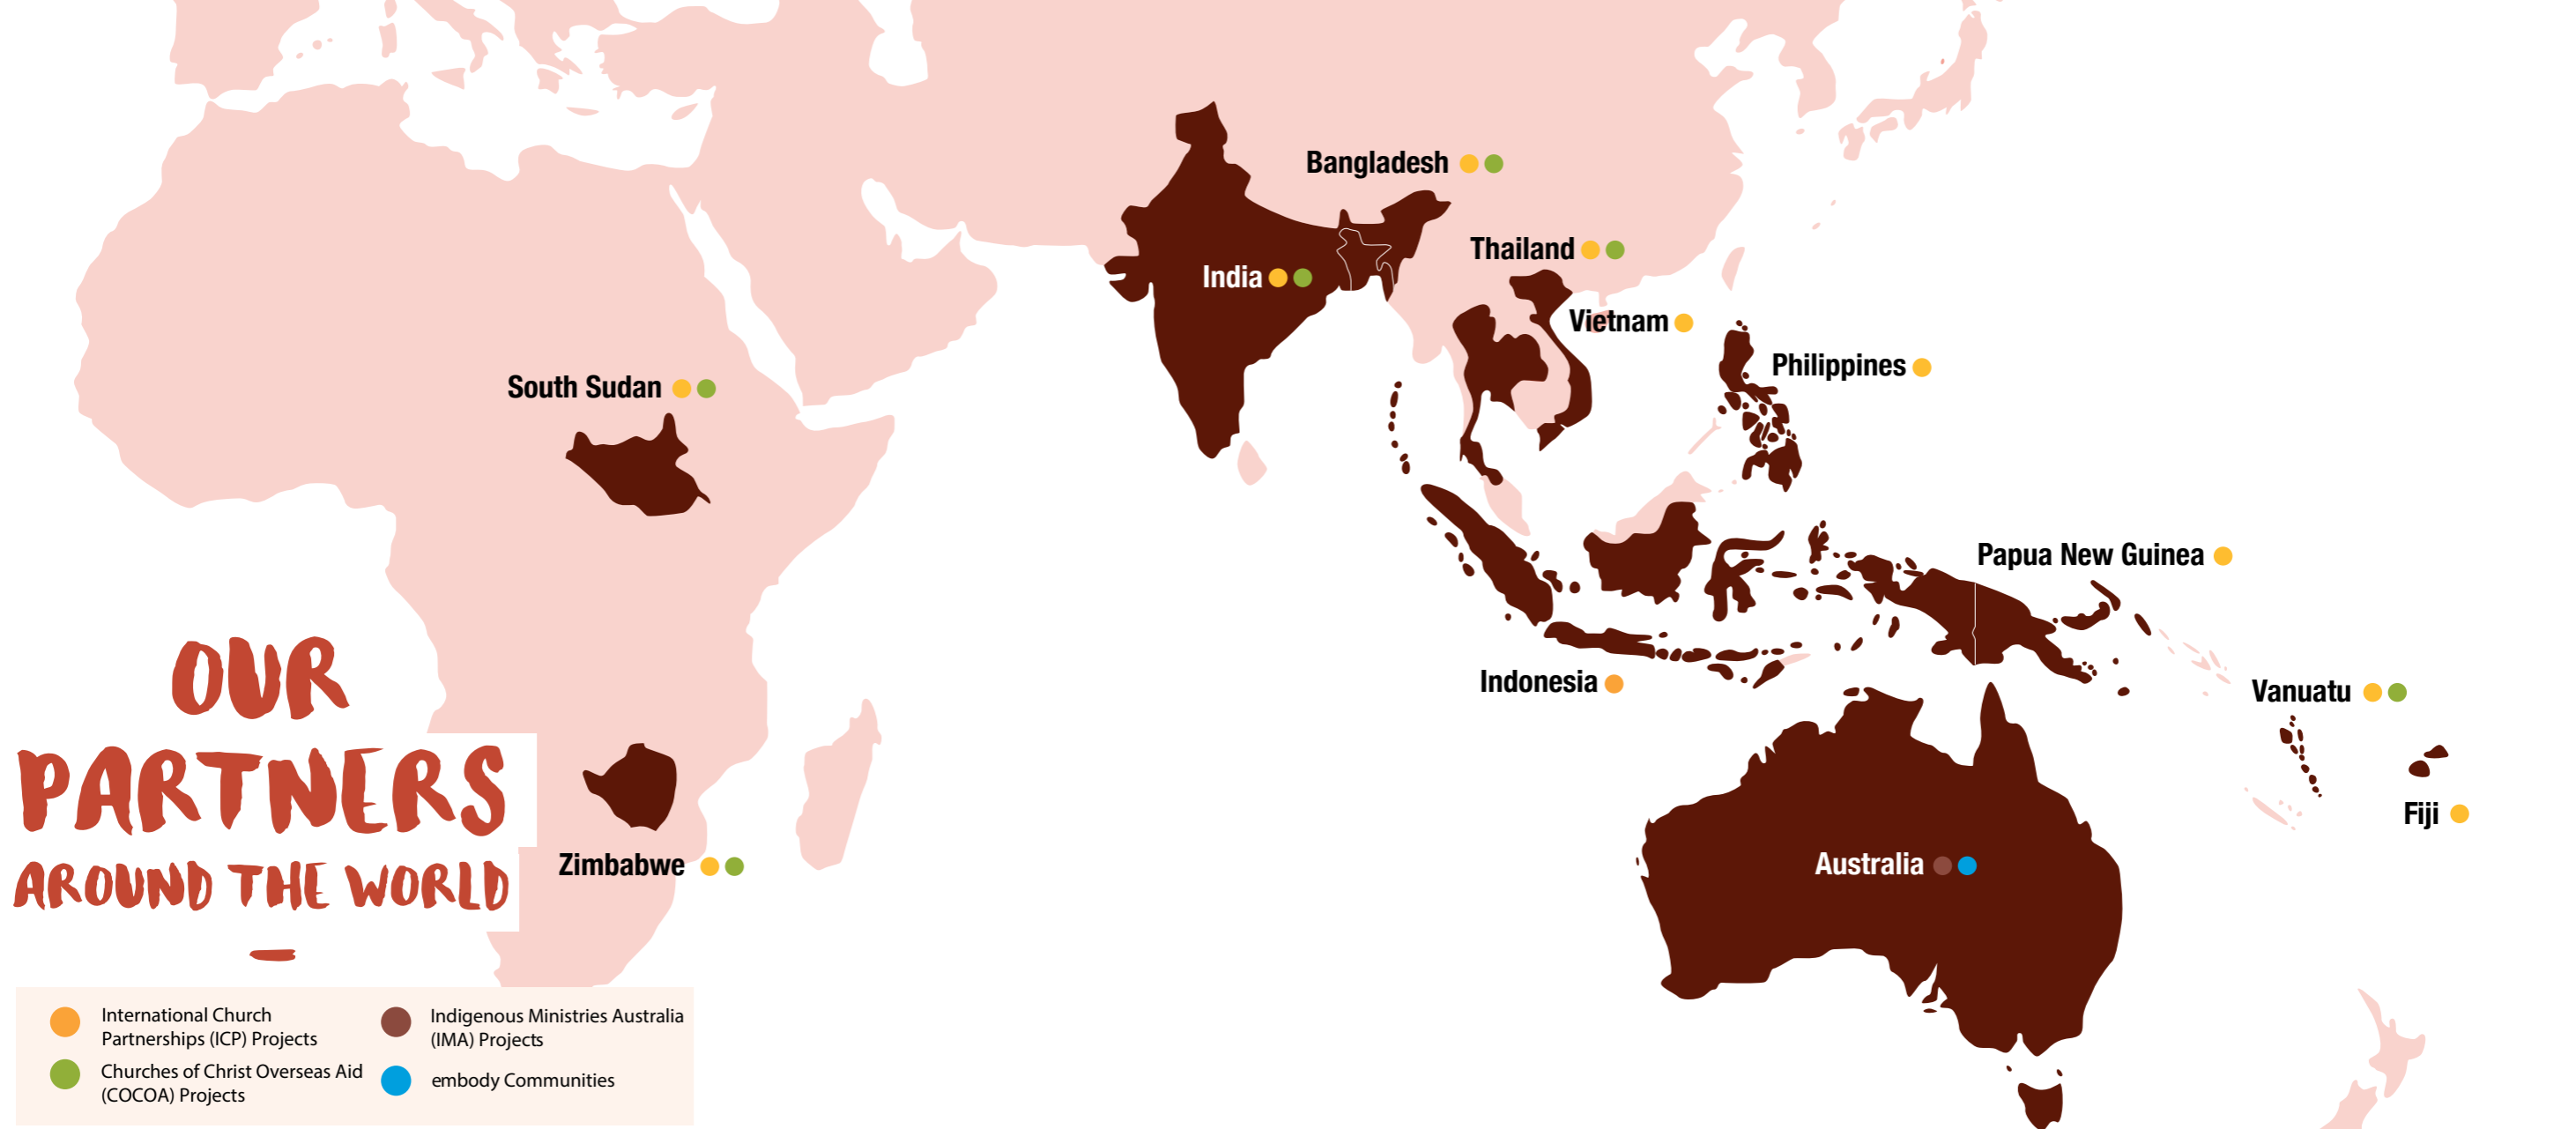 Bangladesh
Thailand
India
Vietnam
Philippines
South Sudan
Papua New Guinea
Indonesia
Vanuatu
Fiji
Australia
Zimbabwe
OUR
PARTNERS
AROUND THE WORLD
International Church
Partnerships (ICP) Projects
Churches of Christ Overseas Aid
(COCOA) Projects
Indigenous Ministries Australia
(IMA) Projects
embody Communities